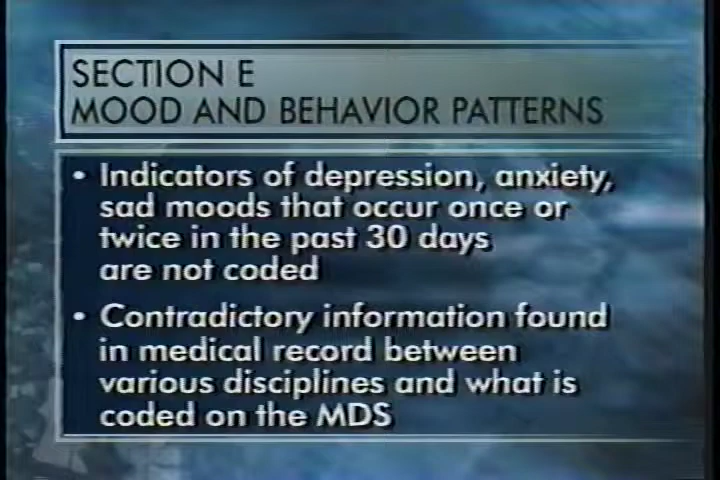 SECTION E
MOOD AND BEHAVIOR PATTERNS
• Indicators of depression, anxiety,
sad moods that occur once or
twice in the past 30 days
are not coded
• Contradictory information found
in medical record between
various disciplines and what is
coded on the MDS